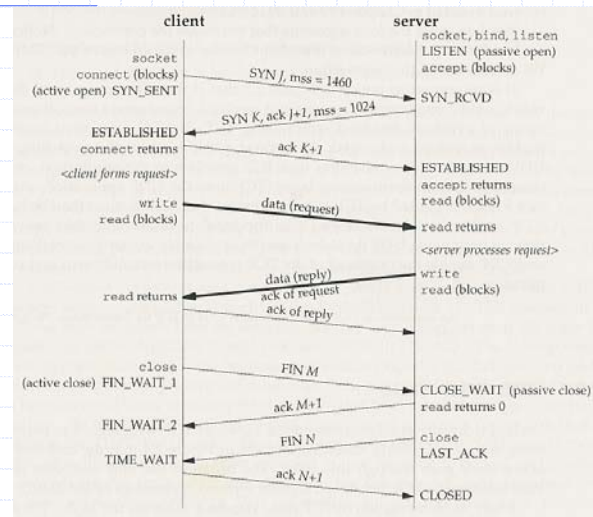 client server
socket, bind, listen
LISTEN (passive open)
accept (blocks)
socket
connect (blocks)
(active open) SYN_SENT
SYN J, mss = 1460
SYN_RCVD
SYN K, ack J+1, mss = 1024
ESTABLISHED
connect returns
ack K+1
<client forms request>
ESTABLISHED
accept returns
read (blocks)
write
read (blocks)
data (request)
read returns
<server processes request>
write
read (blocks)
data (reply)
ack of request
read returns
ack of reply
close
(active close) FIN_WAIT_1
FIN M
CLOSE_WAIT (passive close)
read returns 0
ack M+1
FIN_WAIT_2
close
LAST_ACK
FIN N
TIME_WAIT
ack N+1
CLOSED